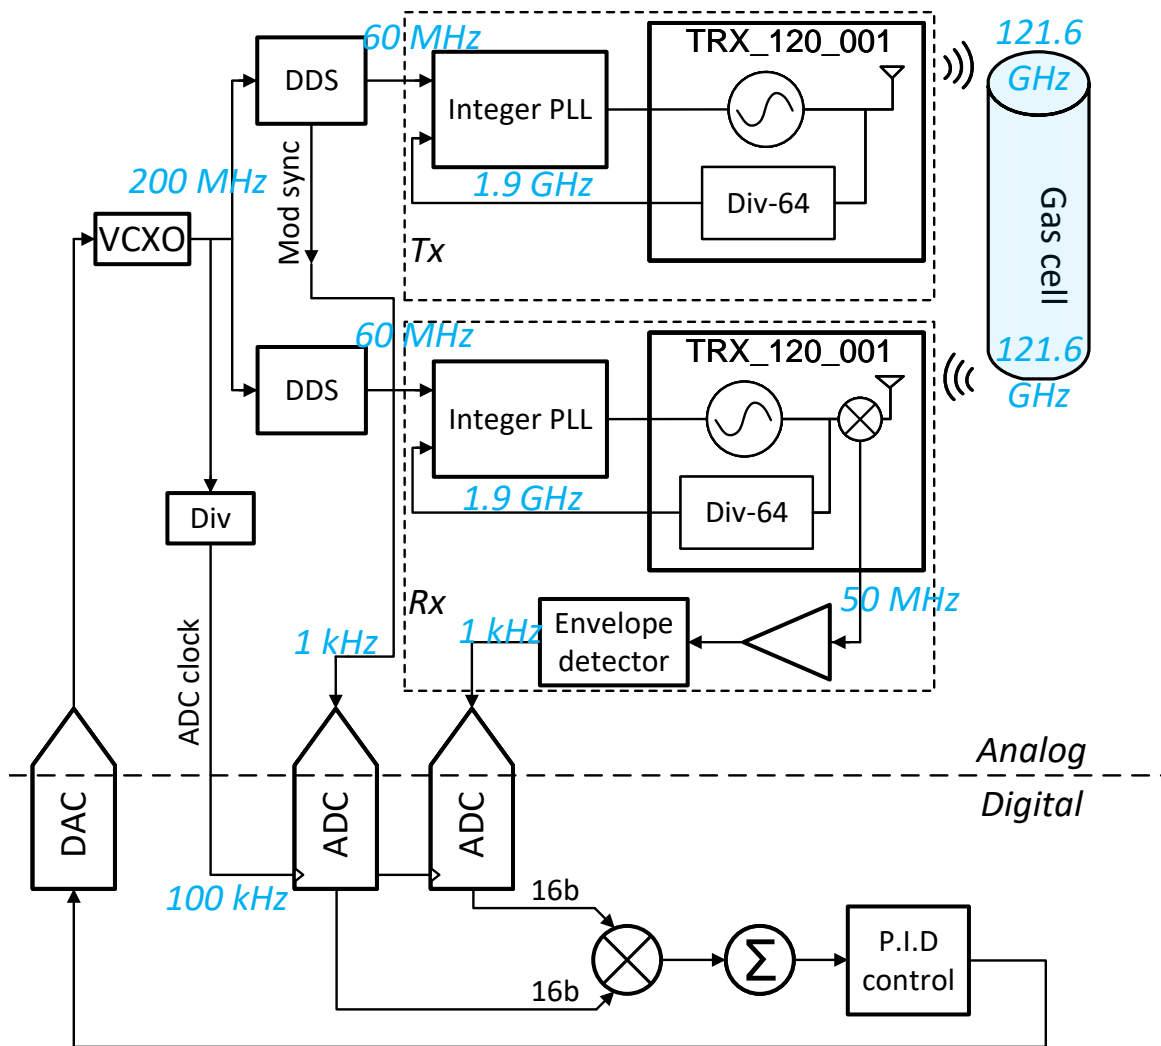 60 MHz
TRX_120_001
121.6
GHz
DDS
Integer PLL
Mod sync
200 MHz
1.9 GHz
Div-64
VCXO
Tx
Gas cell
60 MHz
TRX_120_001
121.6
GHz
DDS
Integer PLL
1.9 GHz
Div-64
Div
Rx
50 MHz
1 kHz
1 kHz
Envelope
detector
ADC clock
Analog
Digital
DAC
ADC
ADC
100 kHz
16b
16b
Σ
P.I.D
control